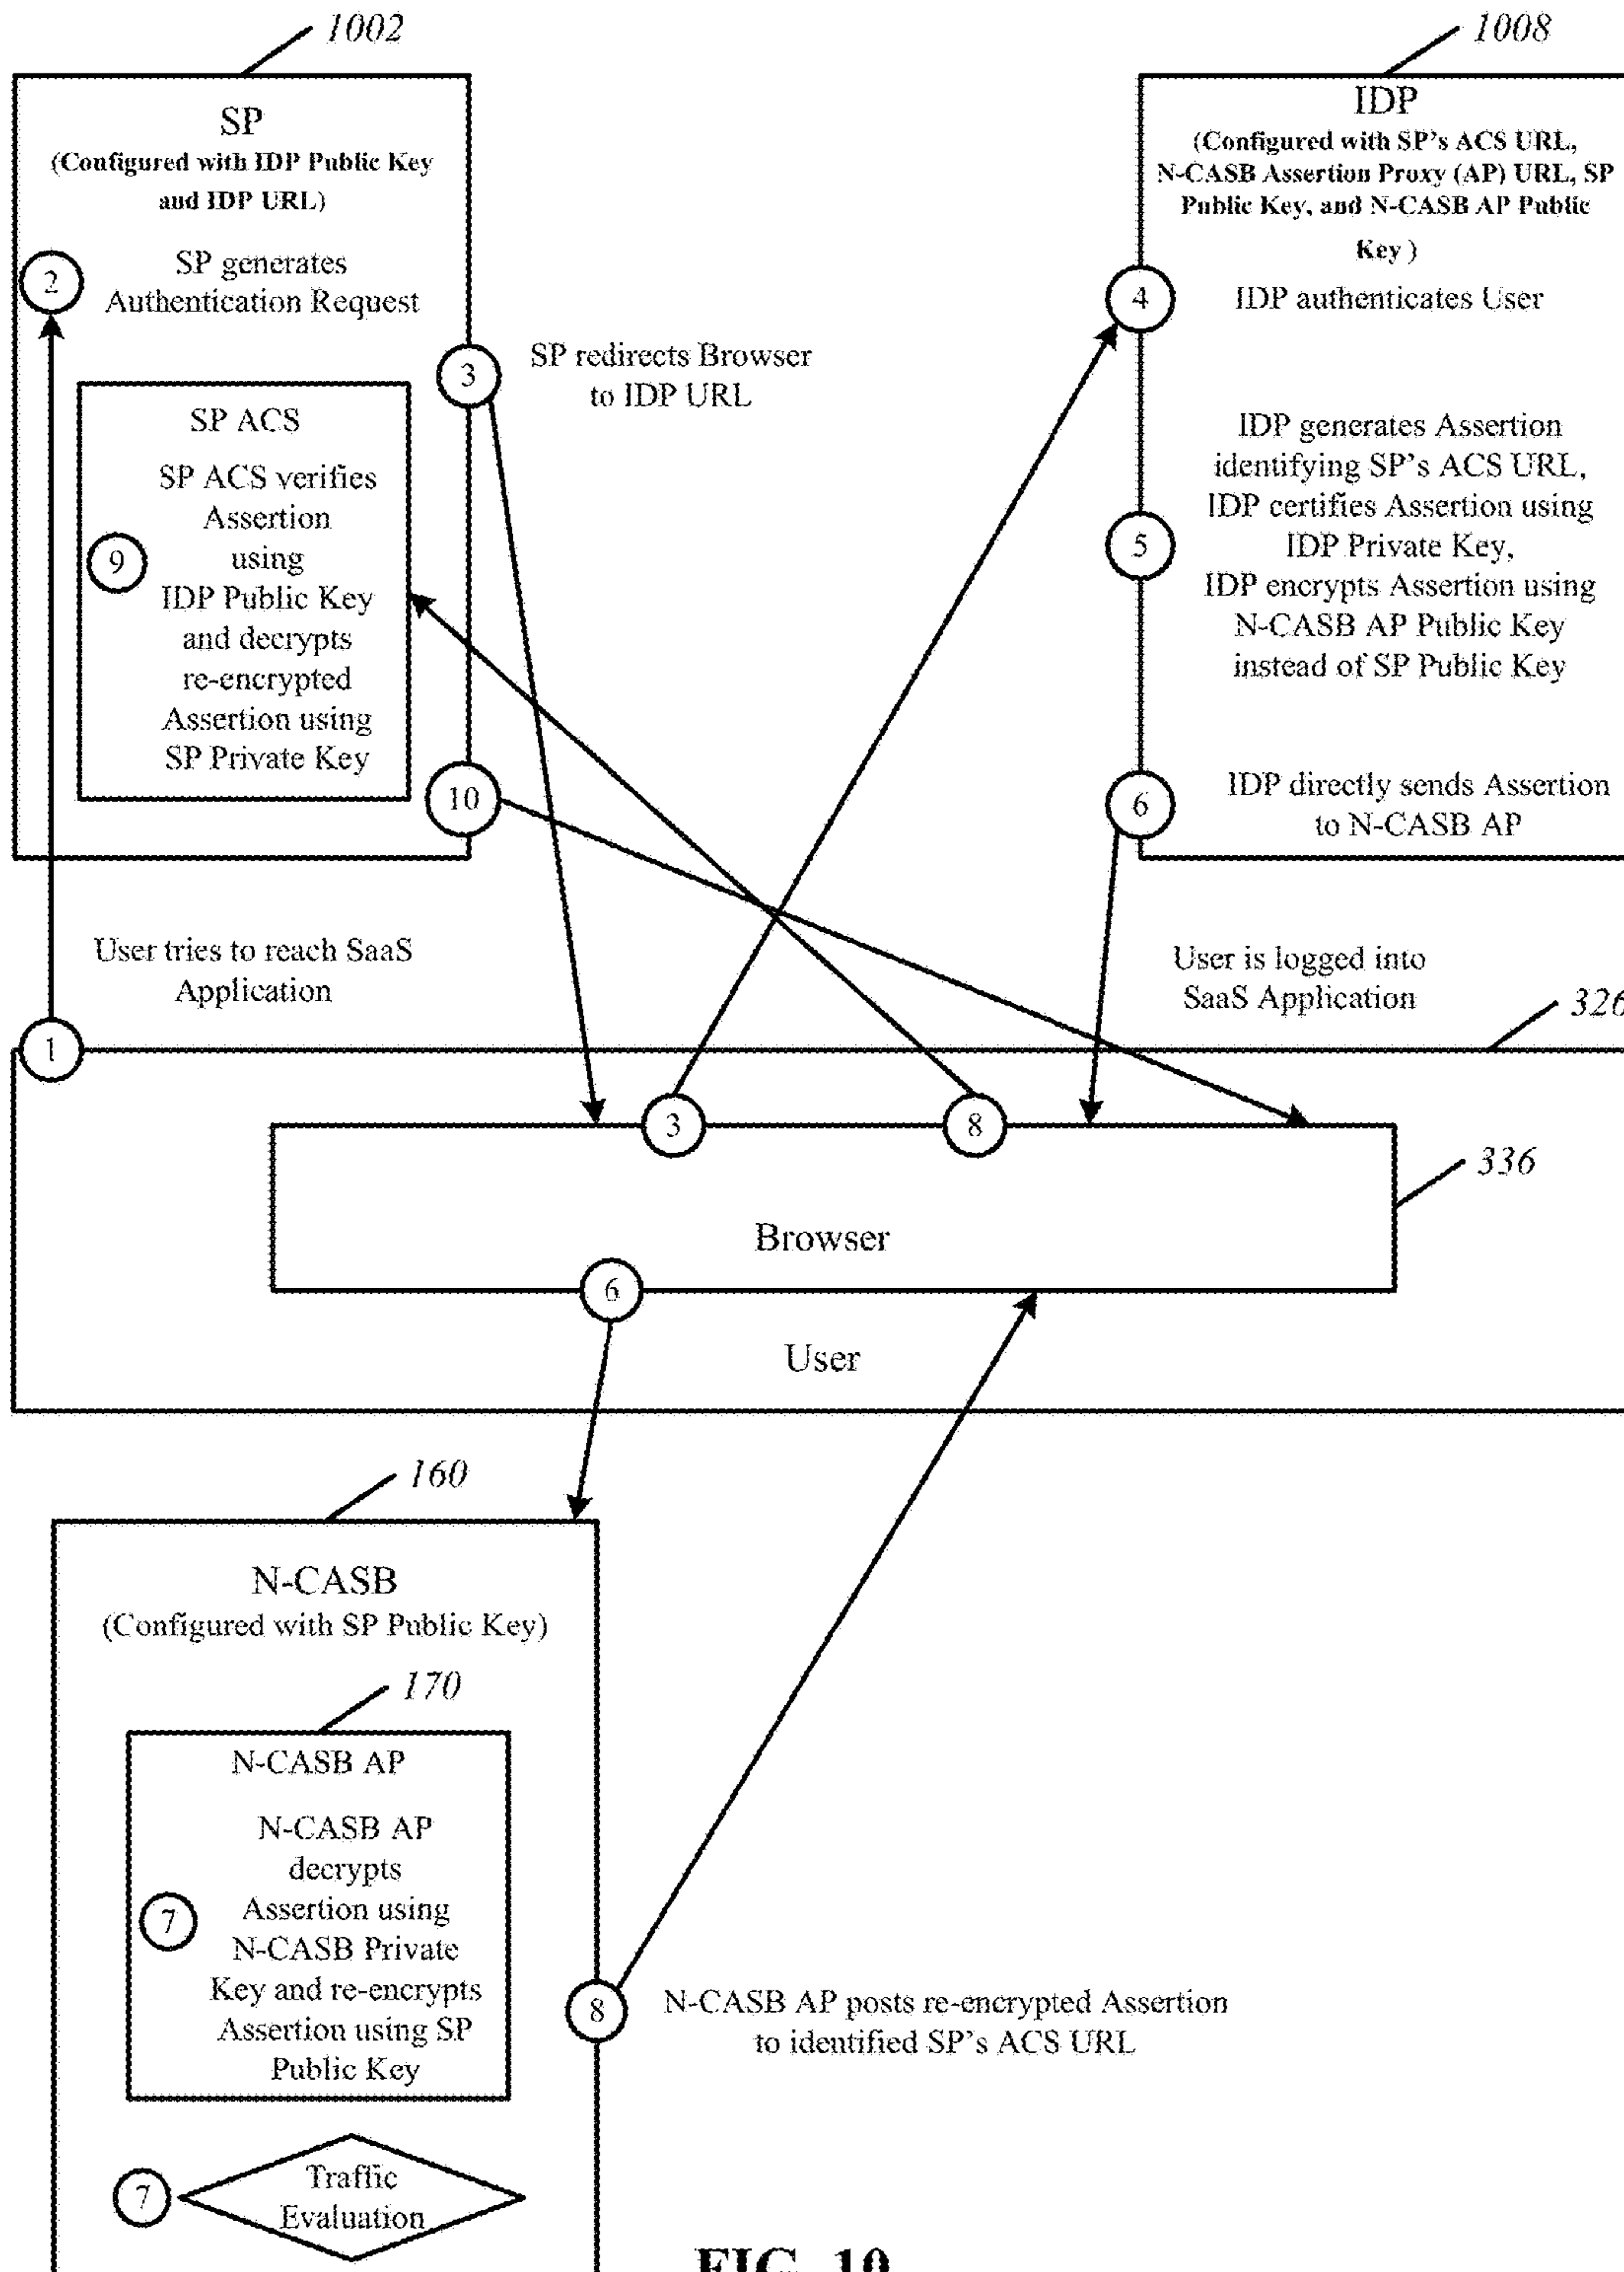 1002
1008
SP
(Configured with IDP Public Key
and IDP URL)
2
SP generates
Authentication Request
3
SP redirects Browser
to IDP URL
SP ACS
9
SP ACS verifies
Assertion
using
IDP Public Key
and decrypts
re-encrypted
Assertion using
SP Private Key
10
IDP
(Configured with SP's ACS URL,
N-CASB Assertion Proxy (AP) URL, SP
Public Key, and N-CASB AP Public
Key )
4
IDP authenticates User
5
IDP generates Assertion
identifying SP's ACS URL,
IDP certifies Assertion using
IDP Private Key,
IDP encrypts Assertion using
N-CASB AP Public Key
instead of SP Public Key
6
IDP directly sends Assertion
to N-CASB AP
User tries to reach SaaS
Application
User is logged into
SaaS Application
326
1
3
8
336
Browser
6
User
160
N-CASB
(Configured with SP Public Key)
170
N-CASB AP
7
N-CASB AP
decrypts
Assertion using
N-CASB Private
Key and re-encrypts
Assertion using SP
Public Key
8
N-CASB AP posts re-encrypted Assertion
to identified SP's ACS URL
7
Traffic
Evaluation
FIG. 10